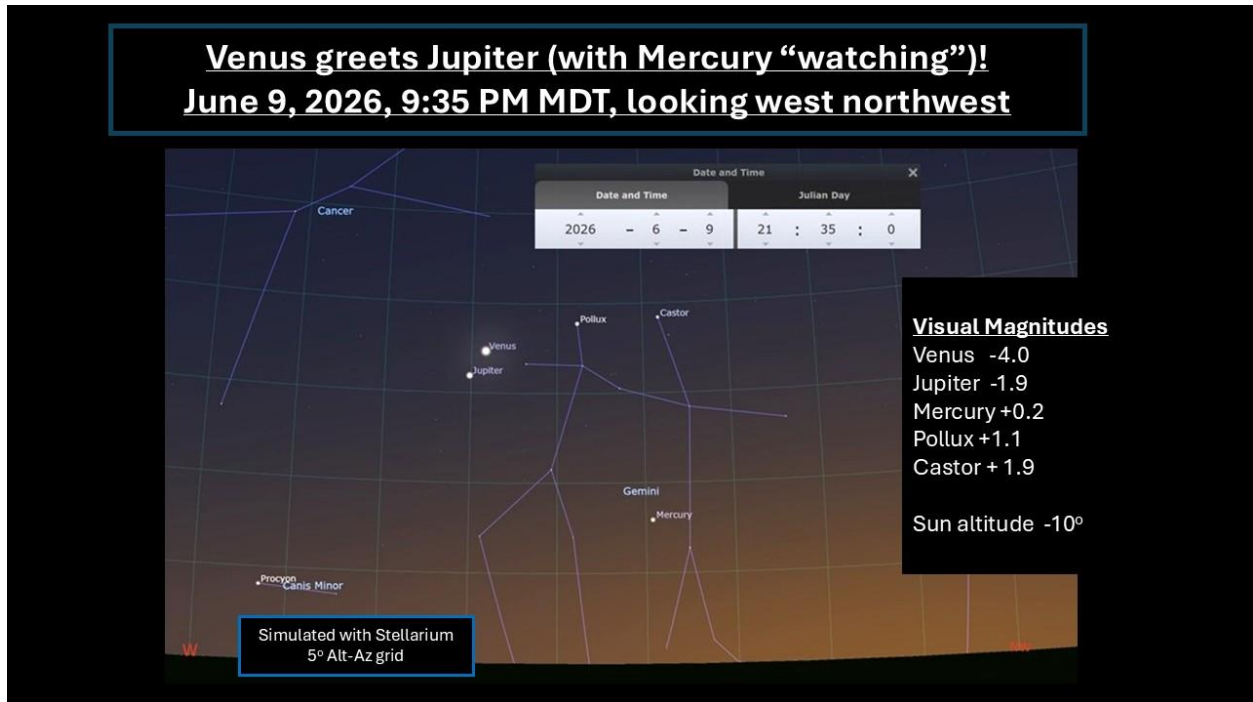 Venus greets Jupiter (with Mercury “watching”)!
June 9, 2026, 9:35 PM MDT, looking west northwest
Date and Time
Date and Time
Julian Day
2026 - 6 - 9
21 : 35 : 0
Cancer
Pollux
Castor
Venus
Jupiter
Gemini
Mercury
Procyon
Canis Minor
W
NW
Simulated with Stellarium
5º Alt-Az grid
Visual Magnitudes
Venus -4.0
Jupiter -1.9
Mercury +0.2
Pollux +1.1
Castor + 1.9
Sun altitude -10º